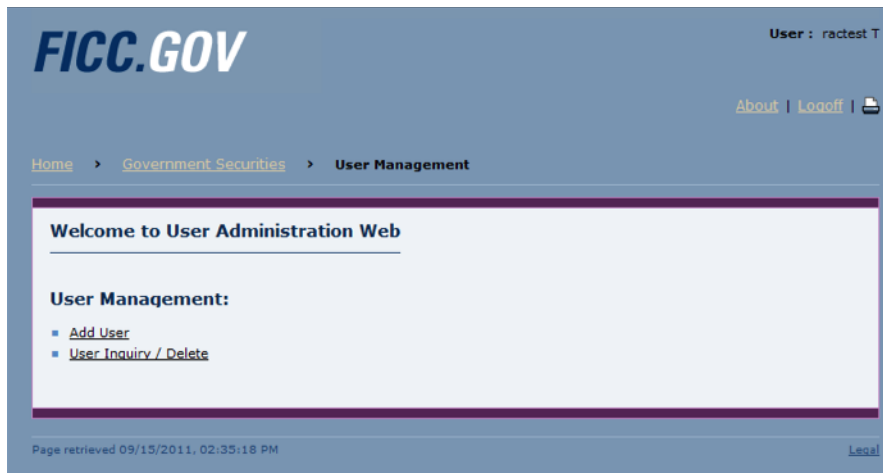 FICC.GOV
User : ractest T
About | Logoff |
Home > Government Securities > User Management
Welcome to User Administration Web
User Management:
Add User
User Inquiry / Delete
Page retrieved 09/15/2011, 02:35:18 PM
Legal